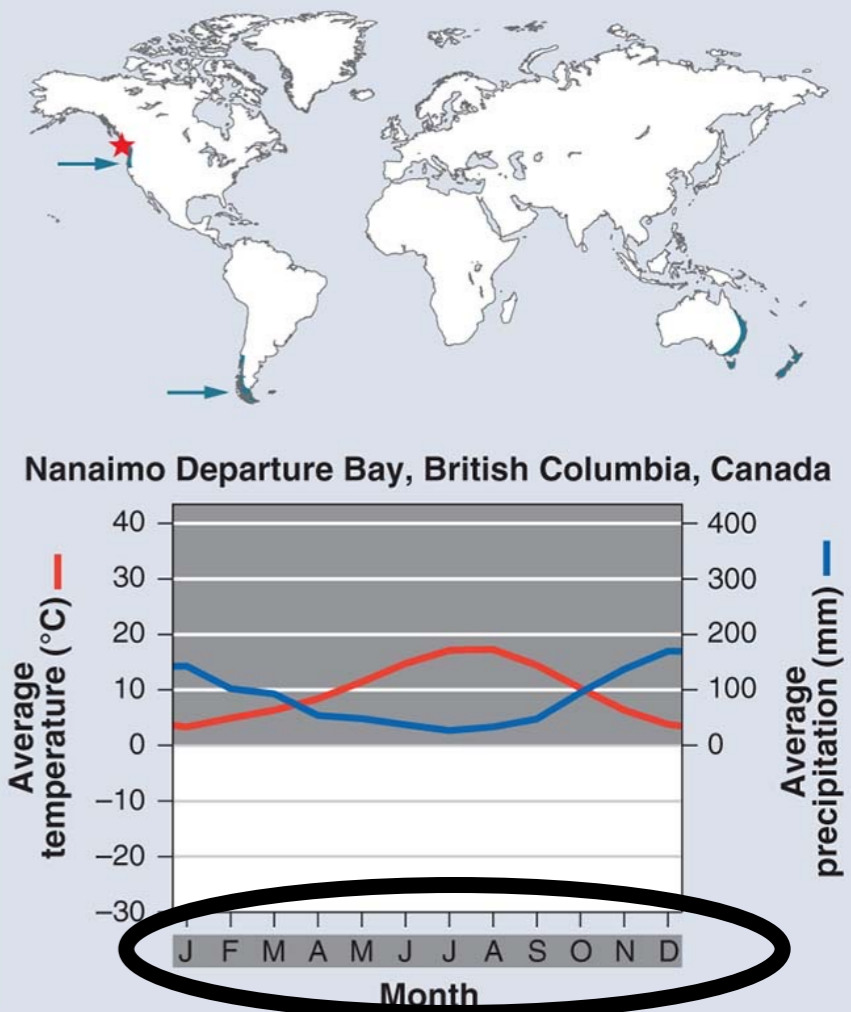 Nanaimo Departure Bay, British Columbia, Canada
Average
temperature (°C)
40
30
20
10
0
–10
–20
–30
400
300
200
100
0
Average
precipitation (mm)
J F M A M J J A S O N D
Month